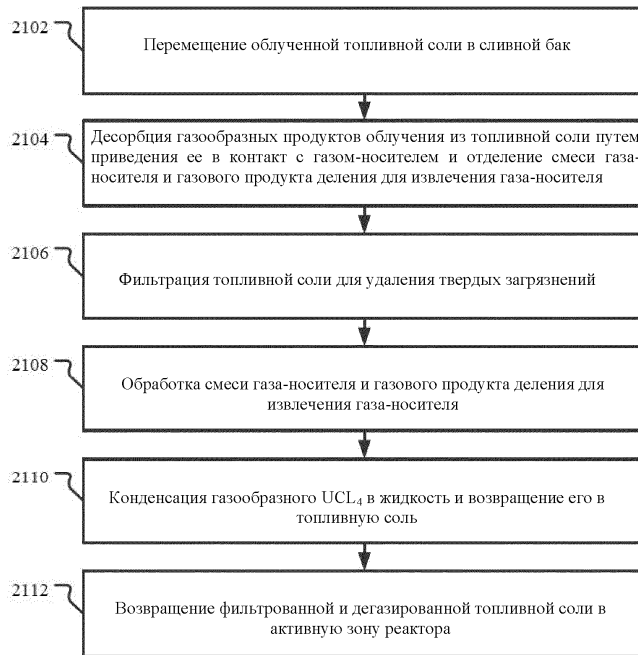 2102
Перемещение облученной топливной соли в сливной бак
2104
Десорбция газообразных продуктов облучения из топливной соли путем
приведения ее в контакт с газом-носителем и отделение смеси газа-
носителя и газового продукта деления для извлечения газа-носителя
2106
Фильтрация топливной соли для удаления твердых загрязнений
2108
Обработка смеси газа-носителя и газового продукта деления для
извлечения газа-носителя
2110
Конденсация газообразного UCL₄ в жидкость и возвращение его в
топливную соль
2112
Возвращение фильтрованной и дегазированной топливной соли в
активную зону реактора